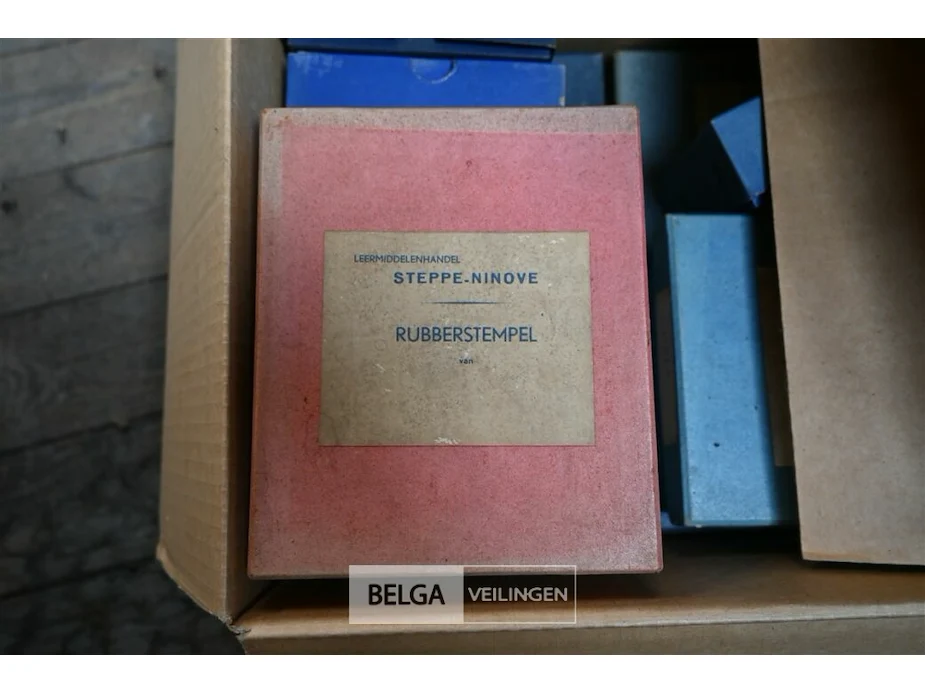 LEERMIDDELENHANDEL
STEPPE-NINOVE
RUBBERSTEMPEL
van
BELGA VEILINGEN